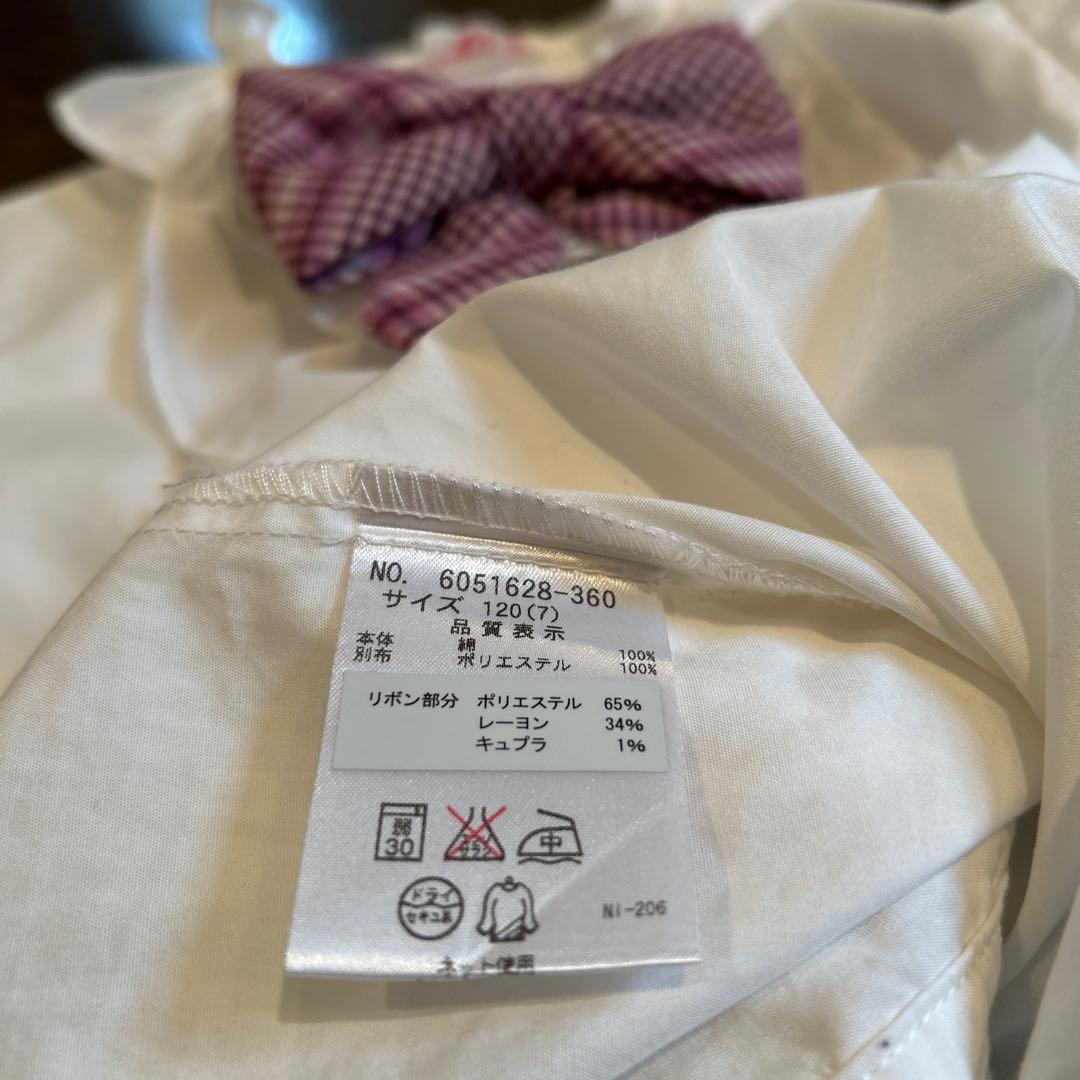 NO. 6051628-360
サイズ 120(7)
品質表示
本体 綿 100%
別布 ポリエステル 100%
リボン部分 ポリエステル 65%
レーヨン 34%
キュプラ 1%
弱
30
中
ドライ
セキユ系
Ni-206
ネット使用